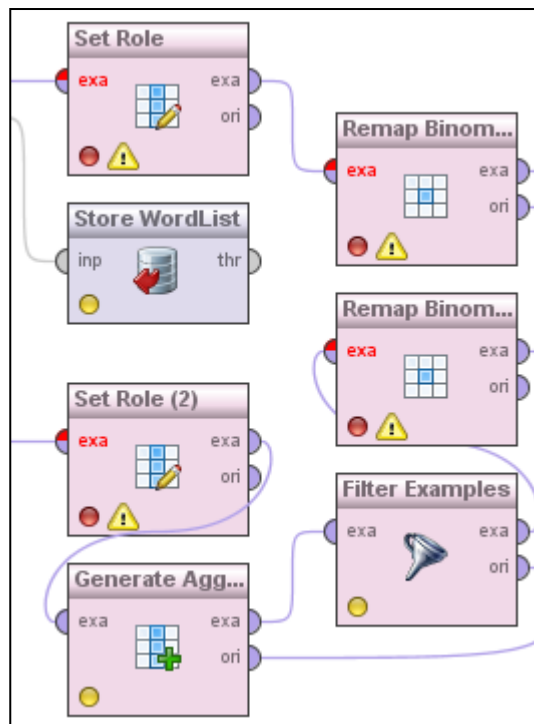 Set Role
exa exa
ori
Remap Binom...
exa exa
ori
Store WordList
inp thr
Remap Binom...
exa exa
ori
Set Role (2)
exa exa
ori
Filter Examples
exa exa
ori
Generate Agg...
exa exa
ori